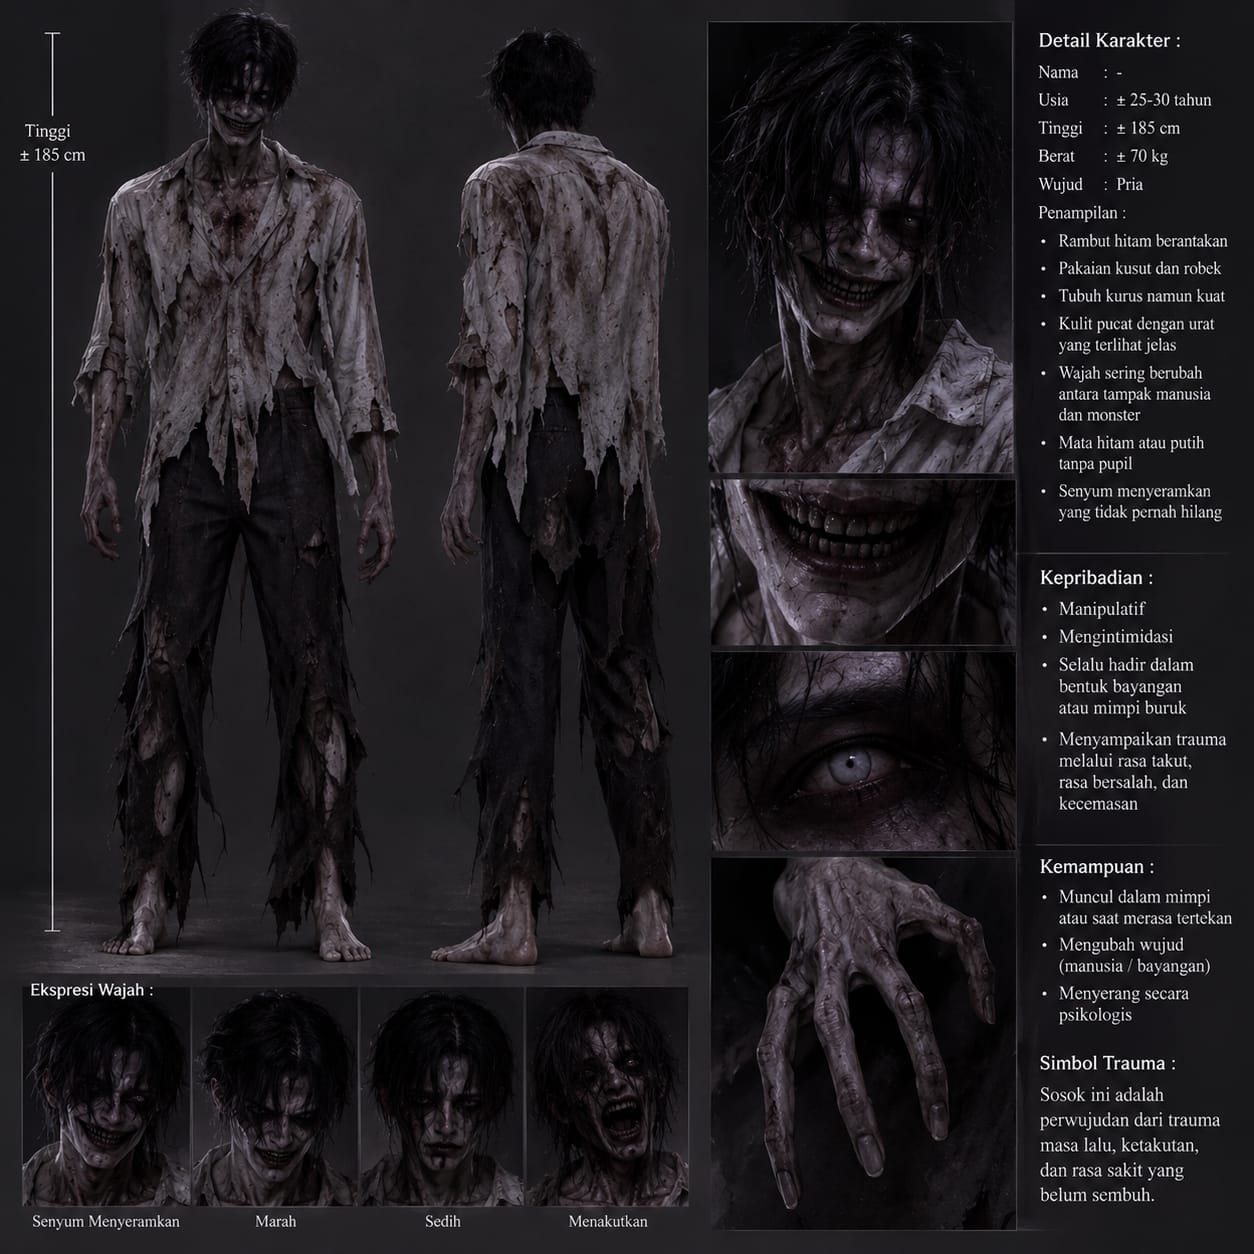 Tinggi
± 185 cm
Ekspresi Wajah :
Senyum Menyeramkan
Marah
Sedih
Menakutkan
Detail Karakter :
Nama : -
Usia : ± 25-30 tahun
Tinggi : ± 185 cm
Berat : ± 70 kg
Wujud : Pria
Penampilan :
• Rambut hitam berantakan
• Pakaian kusut dan robek
• Tubuh kurus namun kuat
• Kulit pucat dengan urat
yang terlihat jelas
• Wajah sering berubah
antara tampak manusia
dan monster
• Mata hitam atau putih
tanpa pupil
• Senyum menyeramkan
yang tidak pernah hilang
Kepribadian :
• Manipulatif
• Mengintimidasi
• Selalu hadir dalam
bentuk bayangan
atau mimpi buruk
• Menyampaikan trauma
melalui rasa takut,
rasa bersalah, dan
kecemasan
Kemampuan :
• Muncul dalam mimpi
atau saat merasa tertekan
• Mengubah wujud
(manusia / bayangan)
• Menyerang secara
psikologis
Simbol Trauma :
Sosok ini adalah
perwujudan dari trauma
masa lalu, ketakutan,
dan rasa sakit yang
belum sembuh.